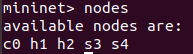 mininet> nodes
available nodes are:
c0 h1 h2 s3 s4